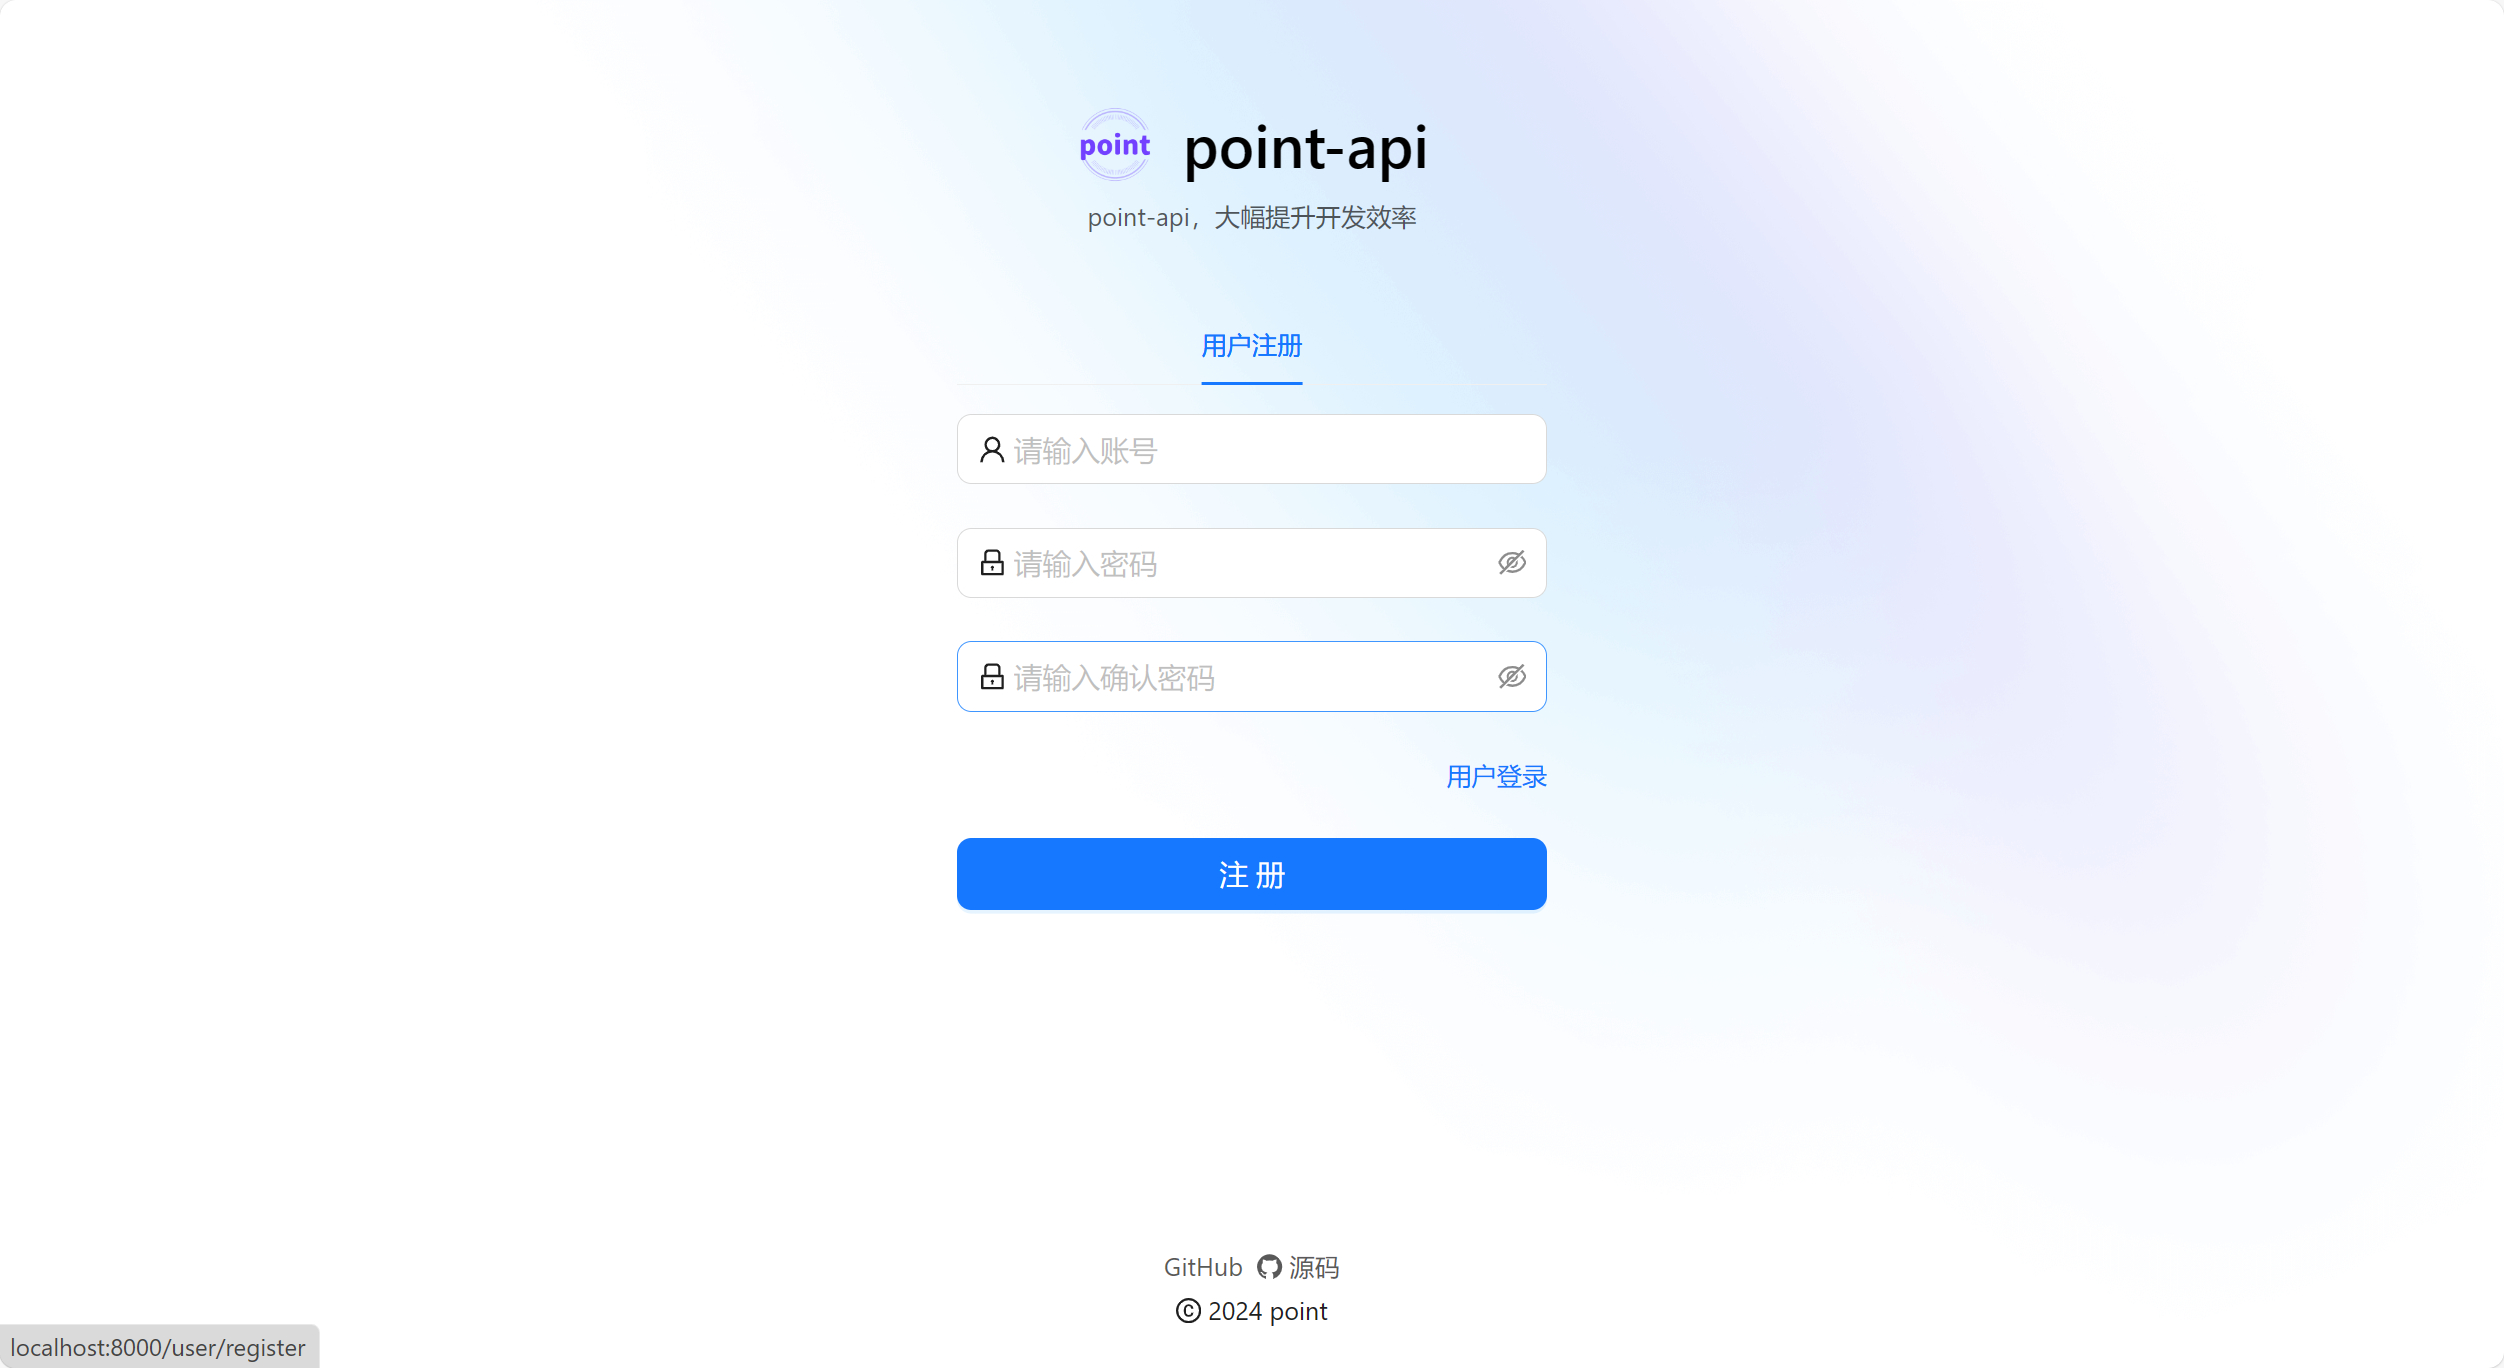 point
point-api
point-api，大幅提升开发效率
用户注册
请输入账号
请输入密码
请输入确认密码
用户登录
注 册
GitHub 源码
© 2024 point
localhost:8000/user/register